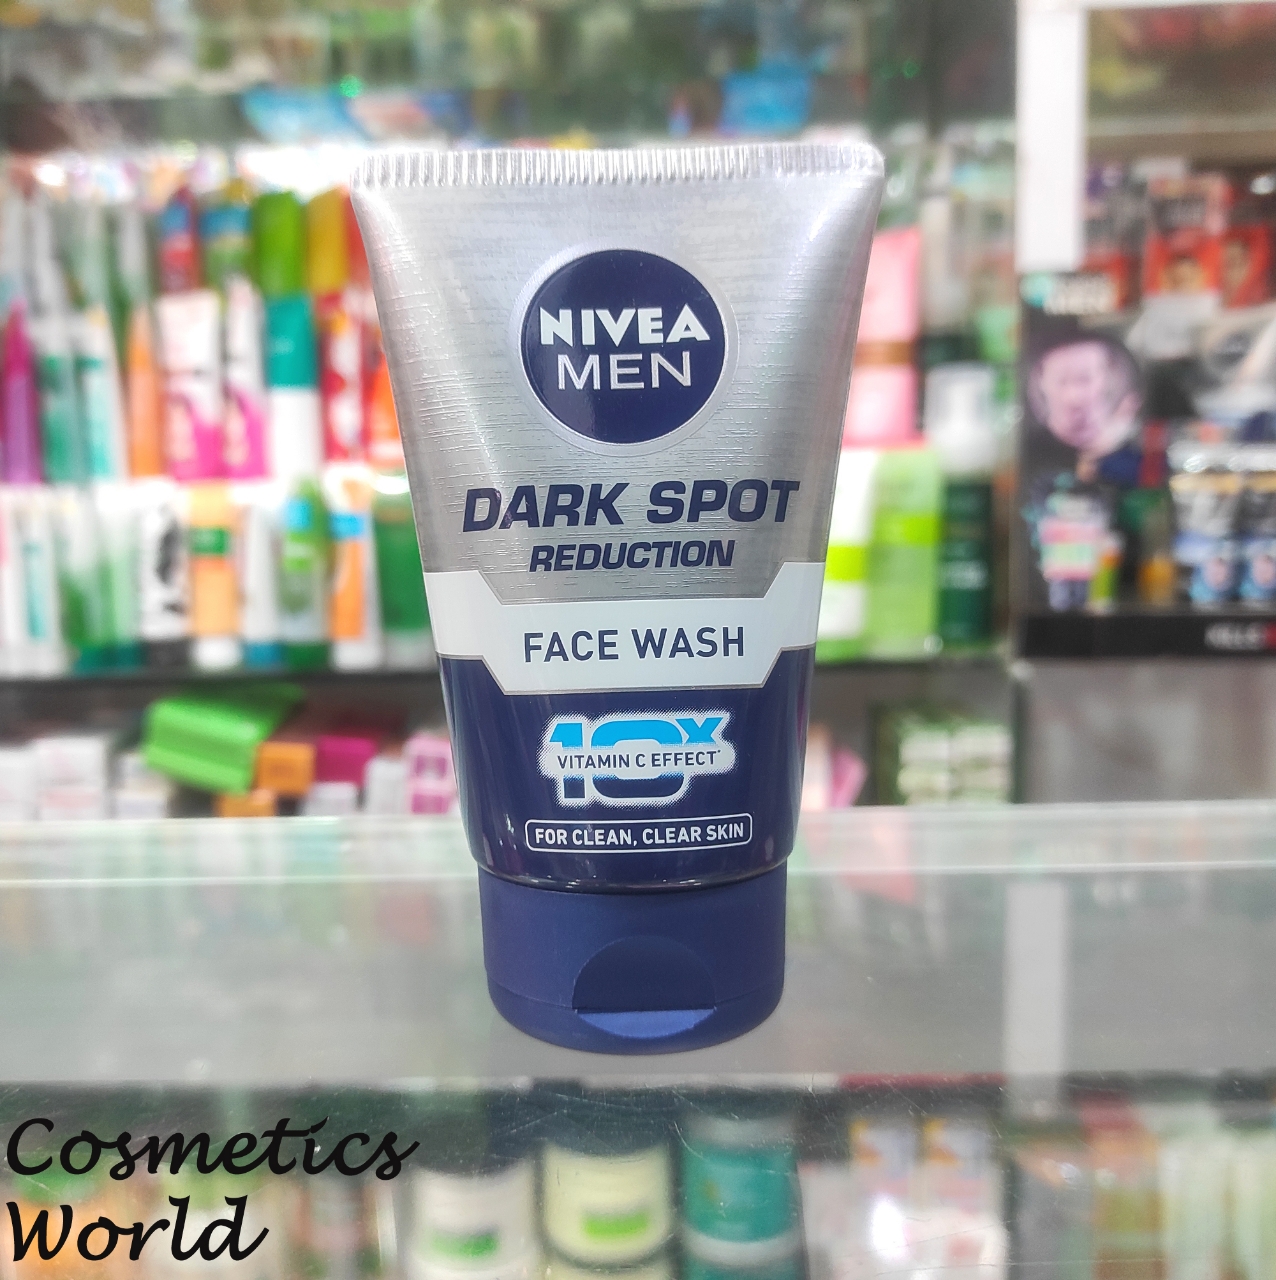 NIVEA
MEN
DARK SPOT
REDUCTION
FACE WASH
10X
VITAMIN C EFFECT*
FOR CLEAN, CLEAR SKIN
Cosmetics
World